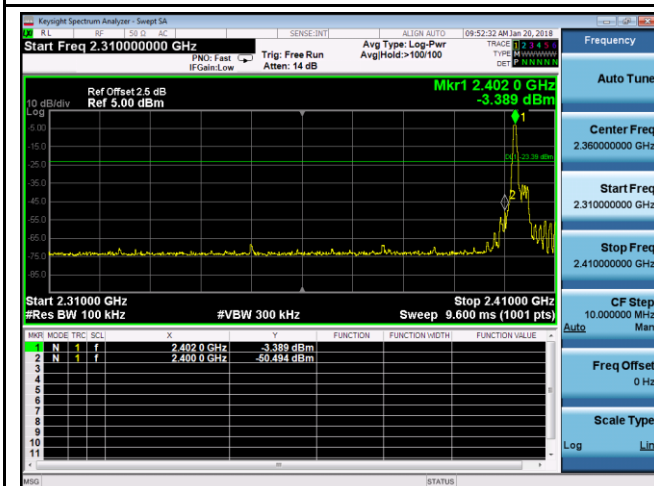 Keysight Spectrum Analyzer - Swept SA
RL RF 50 Ω AC SENSE:INT ALIGN AUTO 09:52:32 AM Jan 20, 2018
Start Freq 2.310000000 GHz
PNO: Fast
IFGain:Low
Trig: Free Run
Atten: 14 dB
Avg Type: Log-Pwr
Avg|Hold:>100/100
TRACE 1 2 3 4 5 6
TYPE MWWWWW
DET P N N N N N
Frequency
Auto Tune
Center Freq
2.360000000 GHz
Start Freq
2.310000000 GHz
Stop Freq
2.410000000 GHz
CF Step
10.000000 MHz
Auto Man
Freq Offset
0 Hz
Scale Type
Log Lin
Ref Offset 2.5 dB
10 dB/div Ref 5.00 dBm
Log
Mkr1 2.402 0 GHz
-3.389 dBm
-5.00
-15.0
-25.0
-35.0
-45.0
-55.0
-65.0
-75.0
-85.0
1
DL1 -23.39 dBm
2
Start 2.31000 GHz Stop 2.41000 GHz
#Res BW 100 kHz #VBW 300 kHz Sweep 9.600 ms (1001 pts)
MKR MODE TRC SCL X Y FUNCTION FUNCTION WIDTH FUNCTION VALUE
1 N 1 f 2.402 0 GHz -3.389 dBm
2 N 1 f 2.400 0 GHz -50.494 dBm
3
4
5
6
7
8
9
10
11
MSG STATUS